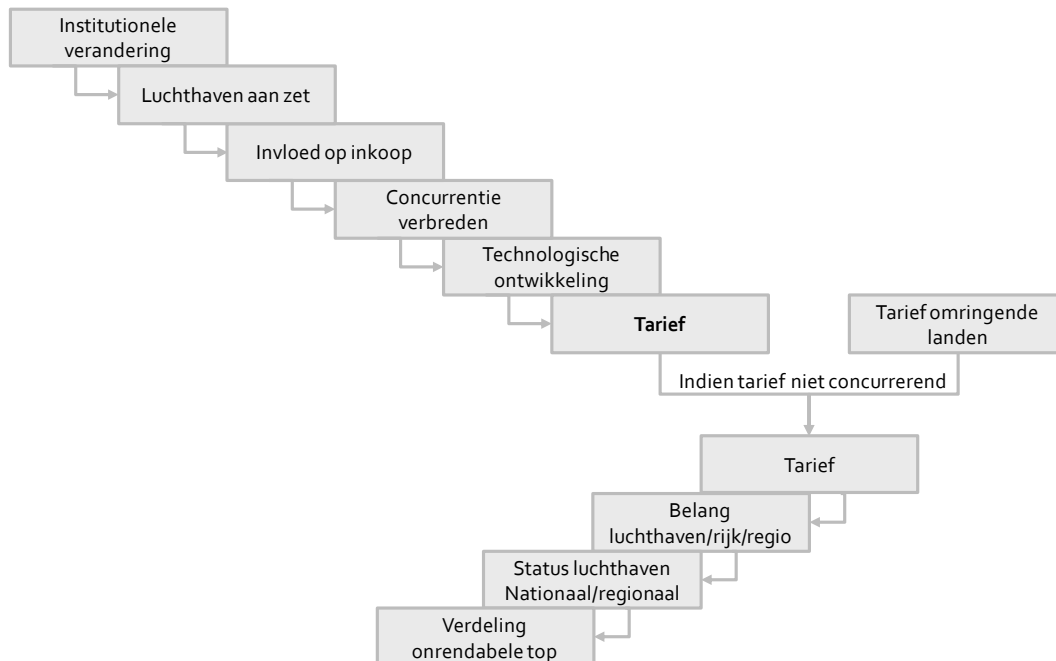 Institutionele
verandering
Luchthaven aan zet
Invloed op inkoop
Concurrentie
verbreden
Technologische
ontwikkeling
Tarief
Tarief omringende
landen
Indien tarief niet concurrerend
Tarief
Belang
luchthaven/rijk/regio
Status luchthaven
Nationaal/regionaal
Verdeling
onrendabele top